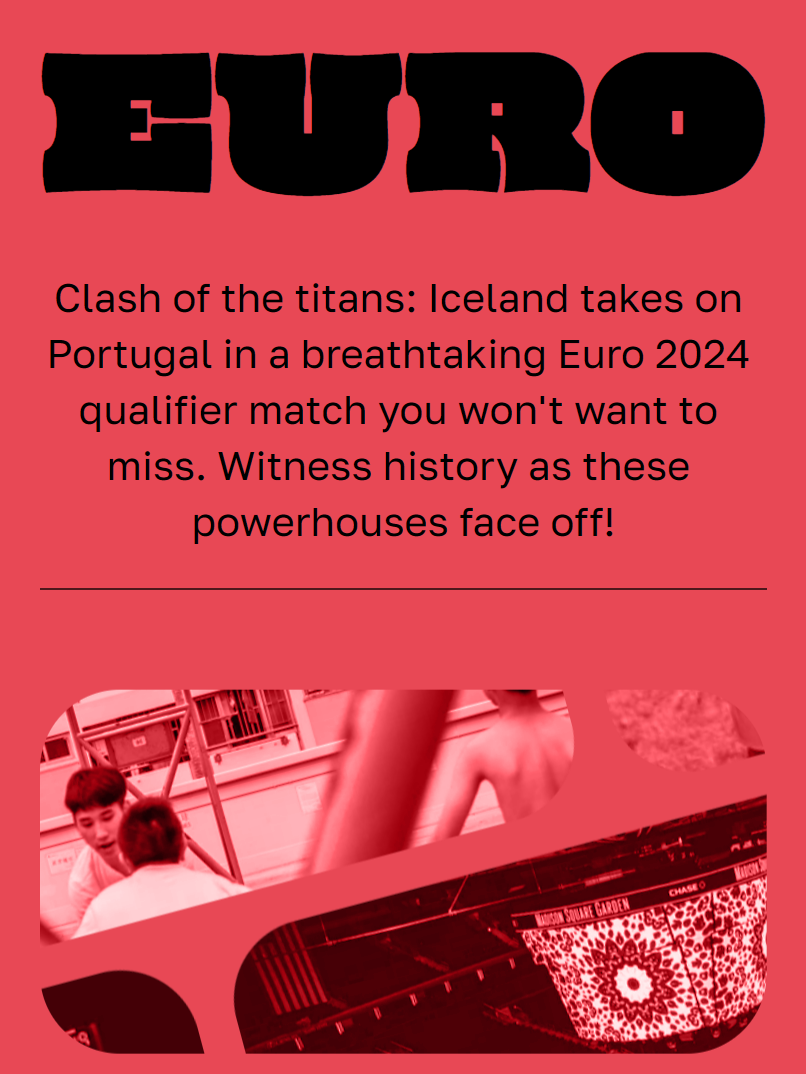 EURO
Clash of the titans: Iceland takes on
Portugal in a breathtaking Euro 2024
qualifier match you won't want to
miss. Witness history as these
powerhouses face off!
MADISON SQUARE GARDEN
CHASE